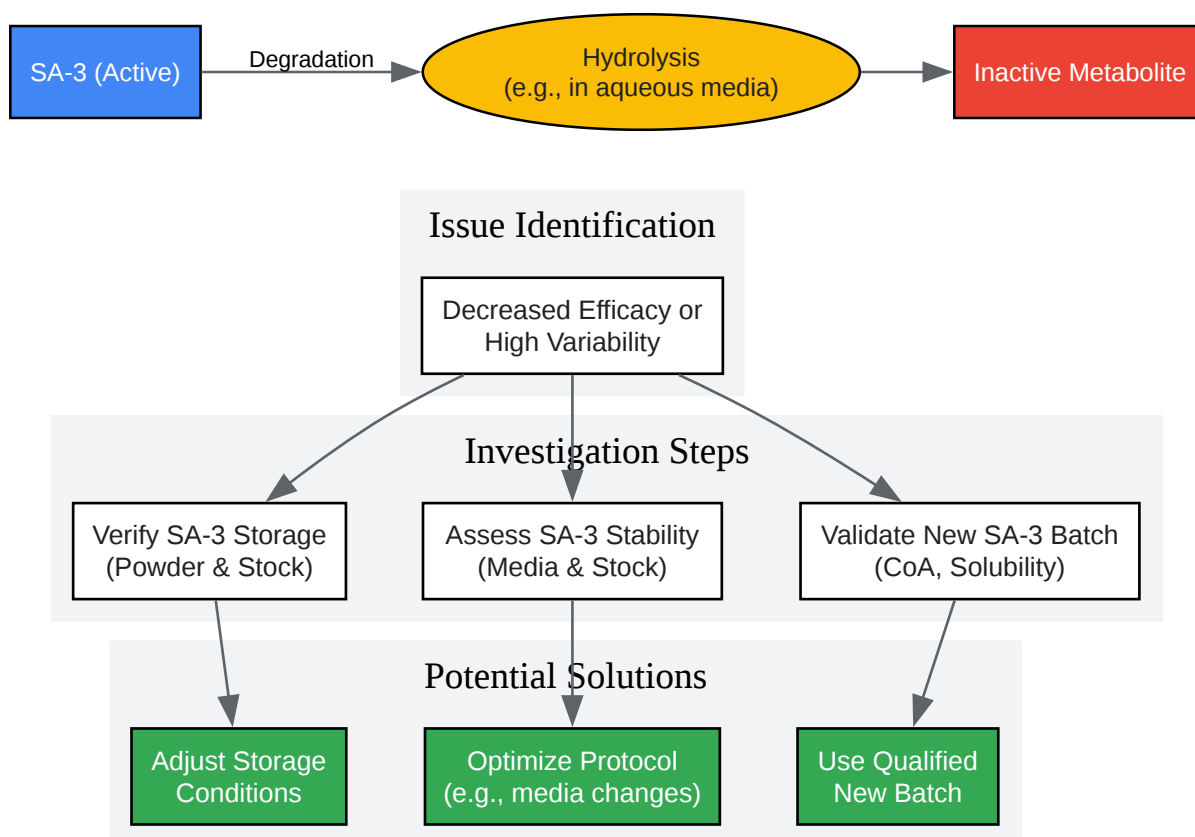 SA-3 (Active)
Degradation
Hydrolysis
(e.g., in aqueous media)
Inactive Metabolite
Issue Identification
Decreased Efficacy or
High Variability
Investigation Steps
Verify SA-3 Storage
(Powder & Stock)
Assess SA-3 Stability
(Media & Stock)
Validate New SA-3 Batch
(CoA, Solubility)
Potential Solutions
Adjust Storage
Conditions
Optimize Protocol
(e.g., media changes)
Use Qualified
New Batch